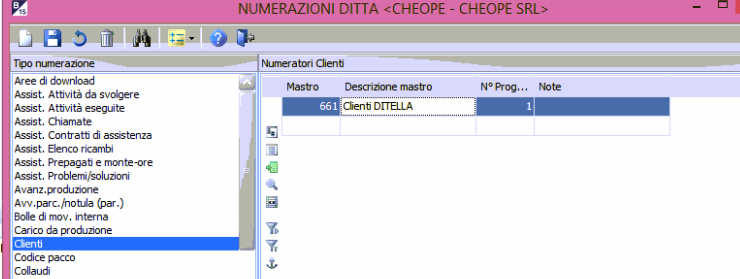 B 15 NUMERAZIONI DITTA <CHEOPE - CHEOPE SRL>
Tipo numerazione
Aree di download
Assist. Attività da svolgere
Assist. Attività eseguite
Assist. Chiamate
Assist. Contratti di assistenza
Assist. Elenco ricambi
Assist. Prepagati e monte-ore
Assist. Problemi/soluzioni
Avanz.produzione
Avv.parc./notula (par.)
Bolle di mov. interna
Carico da produzione
Clienti
Codice pacco
Collaudi
Numeratori Clienti
Mastro Descrizione mastro N° Prog... Note
661 Clienti DITELLA 1